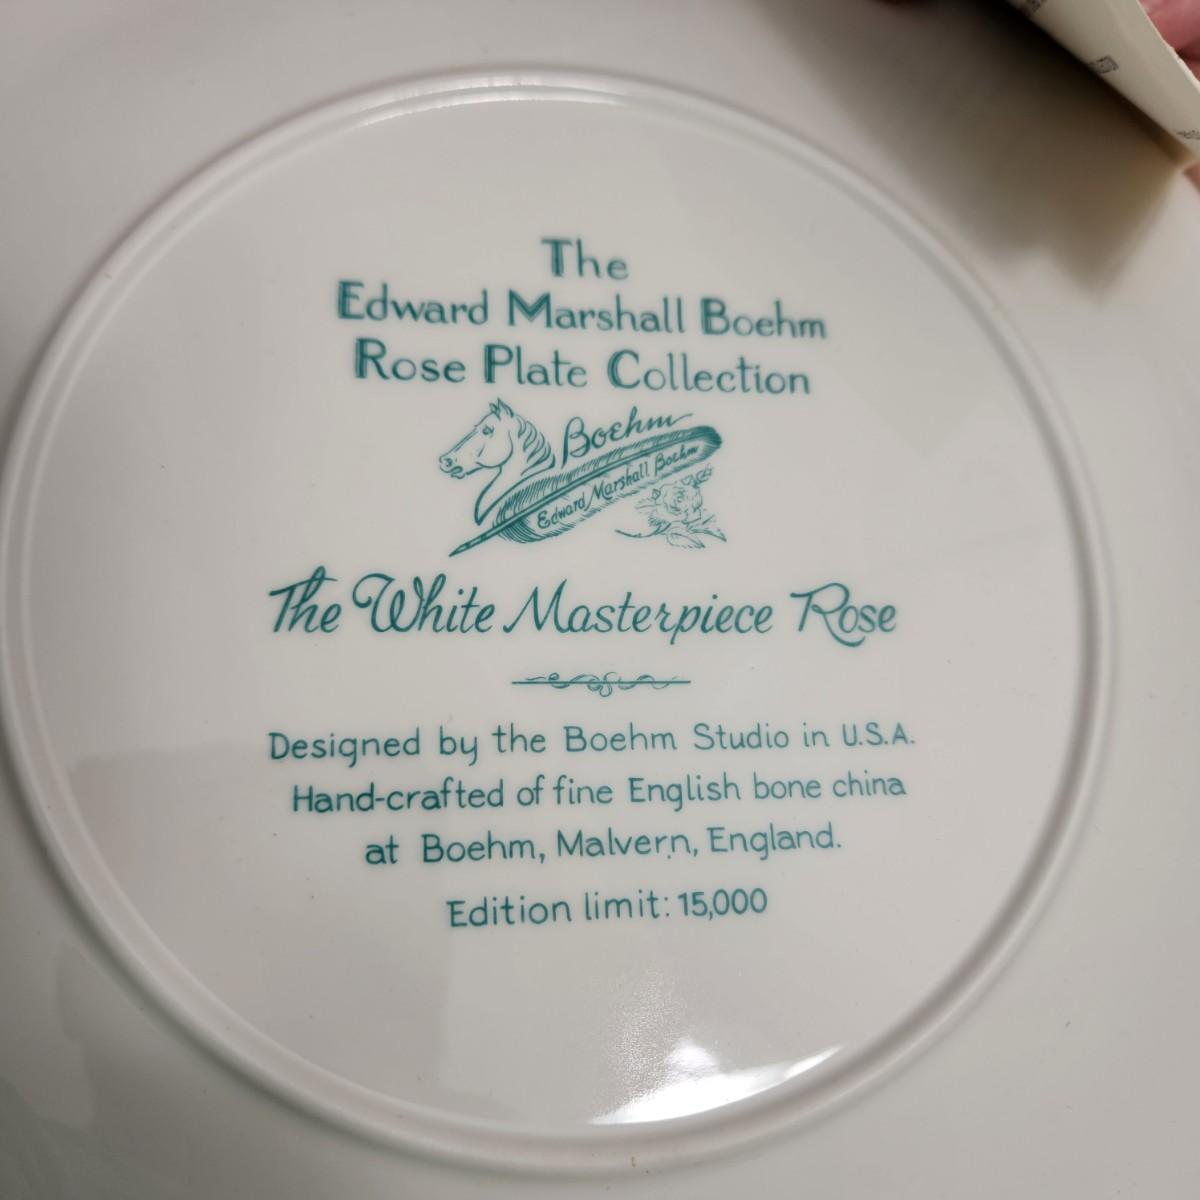 The
Edward Marshall Boehm
Rose Plate Collection
Boehm
Edward Marshall Boehm
The White Masterpiece Rose
Designed by the Boehm Studio in U.S.A.
Hand-crafted of fine English bone china
at Boehm, Malvern, England.
Edition limit: 15,000